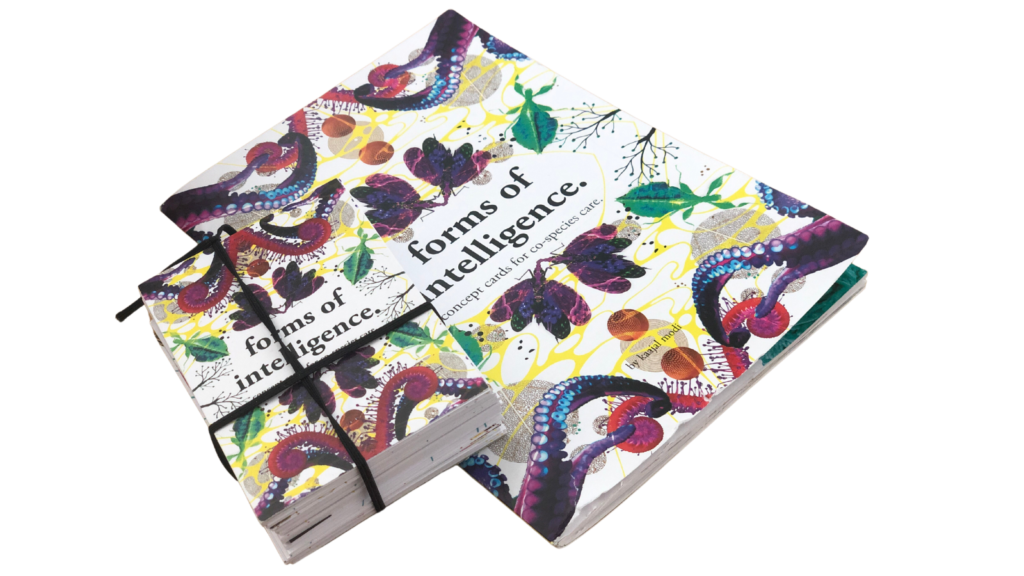 forms of
intelligence.
concept cards for co-species care.
by kajal modi
forms of
intelligence.